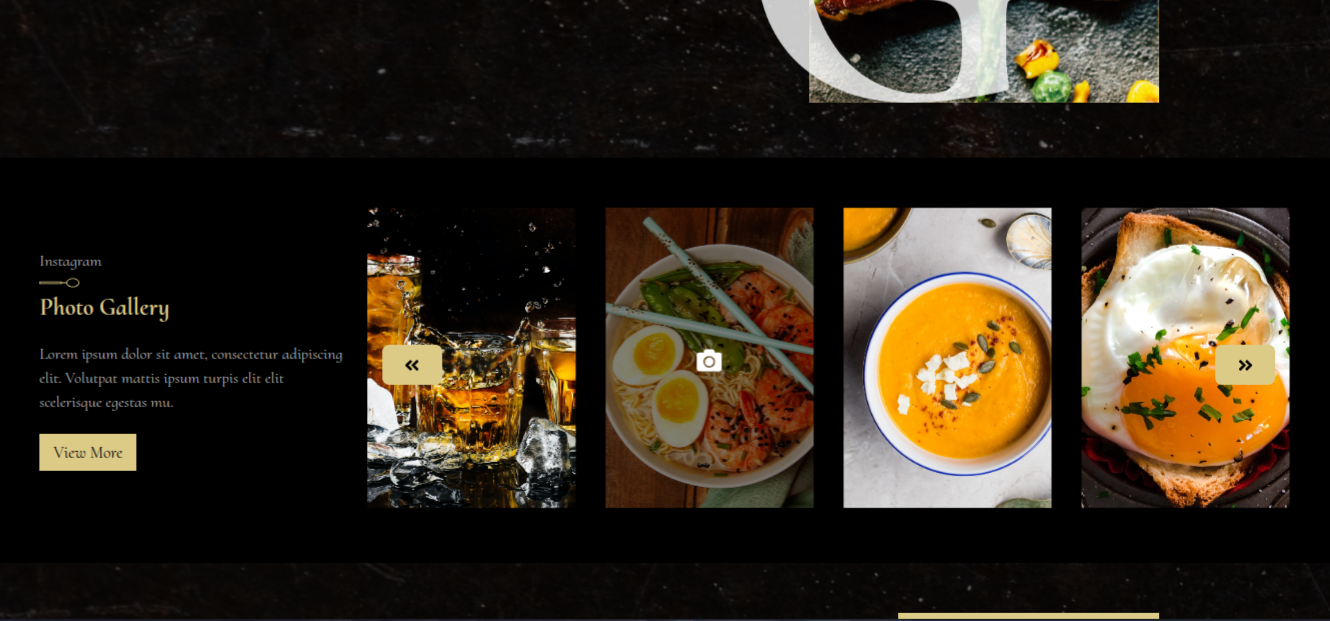 G
Instagram
Photo Gallery
Lorem ipsum dolor sit amet, consectetur adipiscing
elit. Volutpat mattis ipsum turpis elit elit
scelerisque egestas mu.
View More